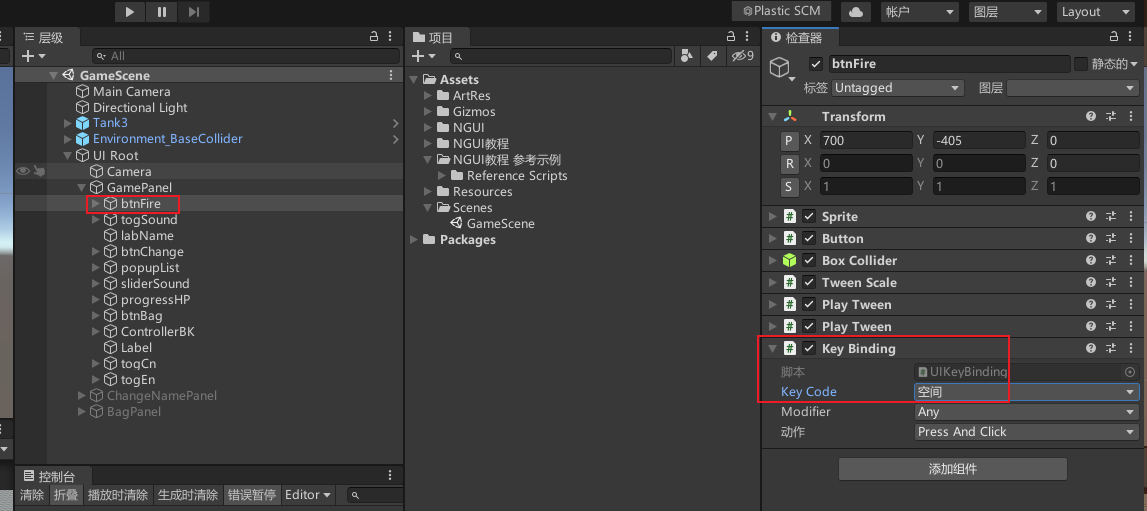 Plastic SCM
帐户
图层
Layout
层级
All
GameScene
Main Camera
Directional Light
Tank3
Environment_BaseCollider
UI Root
Camera
GamePanel
btnFire
togSound
labName
btnChange
popupList
sliderSound
progressHP
btnBag
ControllerBK
Label
togCn
togEn
ChangeNamePanel
BagPanel
控制台
清除 折叠 播放时清除 生成时清除 错误暂停 Editor
项目
9
Assets
ArtRes
Gizmos
NGUI
NGUI教程
NGUI教程 参考示例
Reference Scripts
Resources
Scenes
GameScene
Packages
检查器
btnFire
静态的
标签 Untagged 图层
Transform
P X 700 Y -405 Z 0
R X 0 Y 0 Z 0
S X 1 Y 1 Z 1
Sprite
Button
Box Collider
Tween Scale
Play Tween
Play Tween
Key Binding
脚本 UIKeyBinding
Key Code 空间
Modifier Any
动作 Press And Click
添加组件